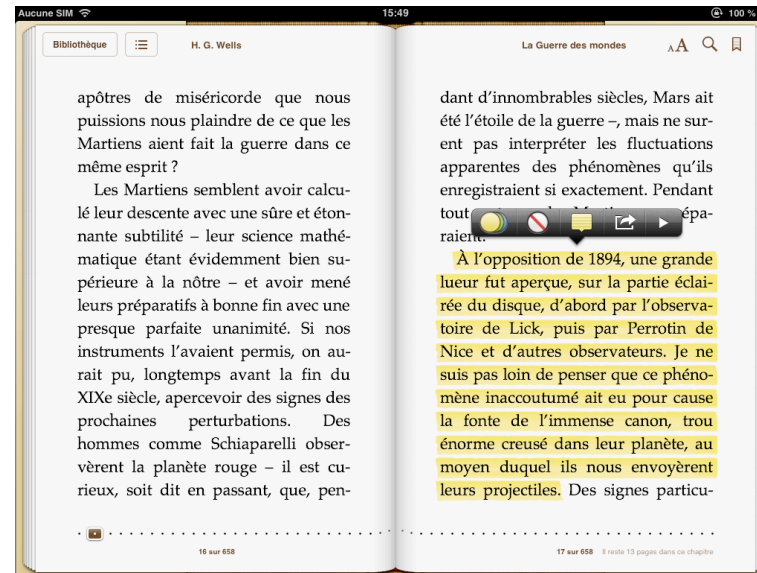 Aucune SIM
15:49
100 %
Bibliothèque
H. G. Wells
La Guerre des mondes
AA
apôtres de miséricorde que nous
puissions nous plaindre de ce que les
Martiens aient fait la guerre dans ce
même esprit ?
Les Martiens semblent avoir calcu-
lé leur descente avec une sûre et éton-
nante subtilité – leur science mathé-
matique étant évidemment bien su-
périeure à la nôtre – et avoir mené
leurs préparatifs à bonne fin avec une
presque parfaite unanimité. Si nos
instruments l’avaient permis, on au-
rait pu, longtemps avant la fin du
XIXe siècle, apercevoir des signes des
prochaines perturbations. Des
hommes comme Schiaparelli obser-
vèrent la planète rouge – il est cu-
rieux, soit dit en passant, que, pen-
16 sur 658
dant d’innombrables siècles, Mars ait
été l’étoile de la guerre –, mais ne sur-
ent pas interpréter les fluctuations
apparentes des phénomènes qu’ils
enregistraient si exactement. Pendant
tout épa-
raient.
À l’opposition de 1894, une grande
lueur fut aperçue, sur la partie éclai-
rée du disque, d’abord par l’observa-
toire de Lick, puis par Perrotin de
Nice et d’autres observateurs. Je ne
suis pas loin de penser que ce phéno-
mène inaccoutumé ait eu pour cause
la fonte de l’immense canon, trou
énorme creusé dans leur planète, au
moyen duquel ils nous envoyèrent
leurs projectiles. Des signes particu-
17 sur 658 Il reste 13 pages dans ce chapitre